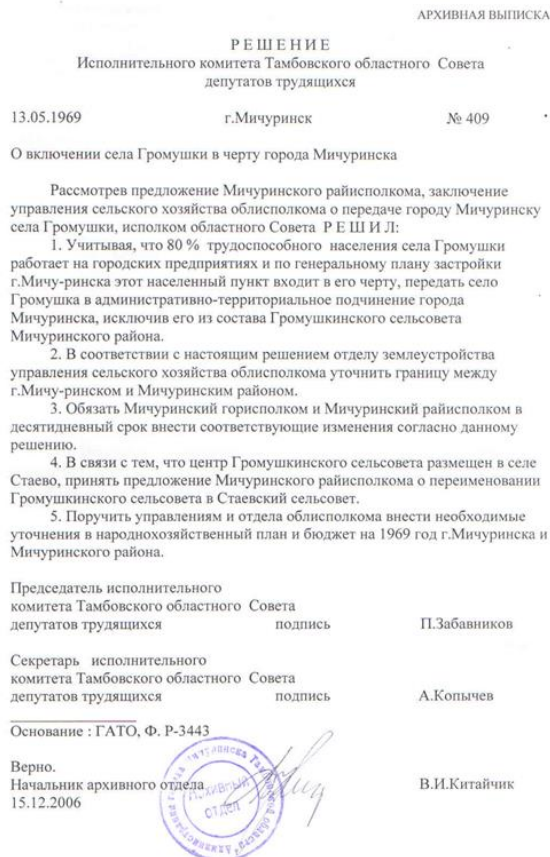 АРХИВНАЯ ВЫПИСКА
Р Е Ш Е Н И Е
Исполнительного комитета Тамбовского областного Совета
депутатов трудящихся
13.05.1969 г.Мичуринск № 409
О включении села Громушки в черту города Мичуринска
Рассмотрев предложение Мичуринского райисполкома, заключение
управления сельского хозяйства облисполкома о передаче городу Мичуринску
села Громушки, исполком областного Совета Р Е Ш И Л:
1. Учитывая, что 80 % трудоспособного населения села Громушки
работает на городских предприятиях и по генеральному плану застройки
г.Мичу-ринска этот населенный пункт входит в его черту, передать село
Громушка в административно-территориальное подчинение города
Мичуринска, исключив его из состава Громушкинского сельсовета
Мичуринского района.
2. В соответствии с настоящим решением отделу землеустройства
управления сельского хозяйства облисполкома уточнить границу между
г.Мичу-ринском и Мичуринским районом.
3. Обязать Мичуринский горисполком и Мичуринский райисполком в
десятидневный срок внести соответствующие изменения согласно данному
решению.
4. В связи с тем, что центр Громушкинского сельсовета размещен в селе
Стаево, принять предложение Мичуринского райисполкома о переименовании
Громушкинского сельсовета в Стаевский сельсовет.
5. Поручить управлениям и отдела облисполкома внести необходимые
уточнения в народнохозяйственный план и бюджет на 1969 год г.Мичуринска и
Мичуринского района.
Председатель исполнительного
комитета Тамбовского областного Совета
депутатов трудящихся подпись П.Забавников
Секретарь исполнительного
комитета Тамбовского областного Совета
депутатов трудящихся подпись А.Копычев
Основание : ГАТО, Ф. Р-3443
Верно.
Начальник архивного отдела В.И.Китайчик
15.12.2006
Архивный
отдел